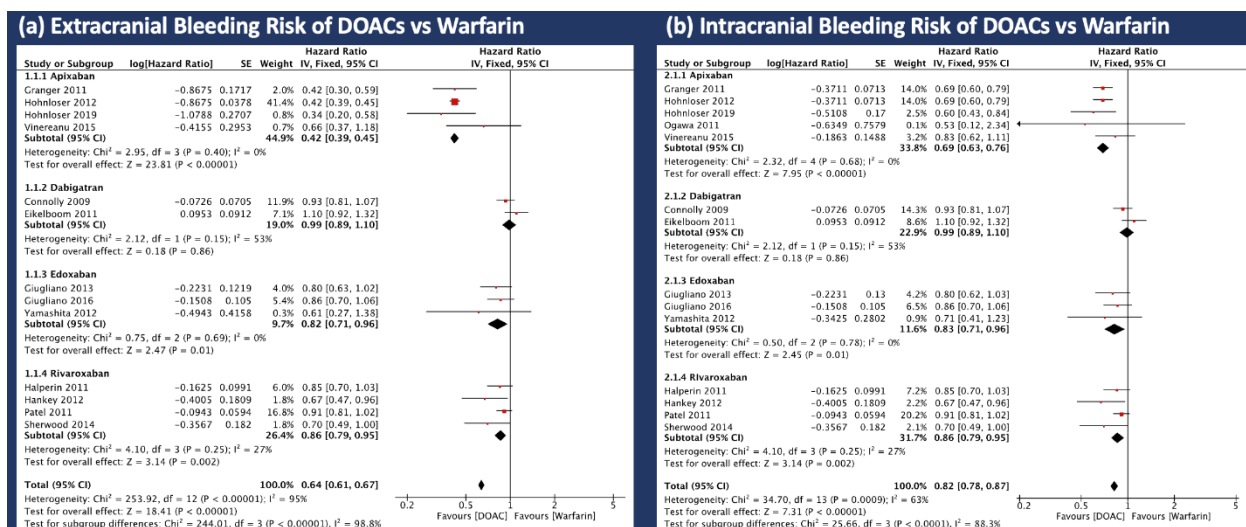 (a) Extracranial Bleeding Risk of DOACs vs Warfarin
Hazard Ratio Hazard Ratio
Study or Subgroup log[Hazard Ratio] SE Weight IV, Fixed, 95% CI IV, Fixed, 95% CI
1.1.1 Apixaban
Granger 2011 −0.8675 0.1717 2.0% 0.42 [0.30, 0.59]
Hohnloser 2012 −0.8675 0.0378 41.4% 0.42 [0.39, 0.45]
Hohnloser 2019 −1.0788 0.2707 0.8% 0.34 [0.20, 0.58]
Vinereanu 2015 −0.4155 0.2953 0.7% 0.66 [0.37, 1.18]
Subtotal (95% CI) 44.9% 0.42 [0.39, 0.45]
Heterogeneity: Chi² = 2.95, df = 3 (P = 0.40); I² = 0%
Test for overall effect: Z = 23.81 (P < 0.00001)
1.1.2 Dabigatran
Connolly 2009 −0.0726 0.0705 11.9% 0.93 [0.81, 1.07]
Eikelboom 2011 0.0953 0.0912 7.1% 1.10 [0.92, 1.32]
Subtotal (95% CI) 19.0% 0.99 [0.89, 1.10]
Heterogeneity: Chi² = 2.12, df = 1 (P = 0.15); I² = 53%
Test for overall effect: Z = 0.18 (P = 0.86)
1.1.3 Edoxaban
Giugliano 2013 −0.2231 0.1219 4.0% 0.80 [0.63, 1.02]
Giugliano 2016 −0.1508 0.105 5.4% 0.86 [0.70, 1.06]
Yamashita 2012 −0.4943 0.4158 0.3% 0.61 [0.27, 1.38]
Subtotal (95% CI) 9.7% 0.82 [0.71, 0.96]
Heterogeneity: Chi² = 0.75, df = 2 (P = 0.69); I² = 0%
Test for overall effect: Z = 2.47 (P = 0.01)
1.1.4 Rivaroxaban
Halperin 2011 −0.1625 0.0991 6.0% 0.85 [0.70, 1.03]
Hankey 2012 −0.4005 0.1809 1.8% 0.67 [0.47, 0.96]
Patel 2011 −0.0943 0.0594 16.8% 0.91 [0.81, 1.02]
Sherwood 2014 −0.3567 0.182 1.8% 0.70 [0.49, 1.00]
Subtotal (95% CI) 26.4% 0.86 [0.79, 0.95]
Heterogeneity: Chi² = 4.10, df = 3 (P = 0.25); I² = 27%
Test for overall effect: Z = 3.14 (P = 0.002)
Total (95% CI) 100.0% 0.64 [0.61, 0.67]
Heterogeneity: Chi² = 253.92, df = 12 (P < 0.00001); I² = 95%
Test for overall effect: Z = 18.41 (P < 0.00001)
Test for subgroup differences: Chi² = 244.01, df = 3 (P < 0.00001), I² = 98.8%
0.2 0.5 1 2 5
Favours [DOAC] Favours [Warfarin]
(b) Intracranial Bleeding Risk of DOACs vs Warfarin
Hazard Ratio Hazard Ratio
Study or Subgroup log[Hazard Ratio] SE Weight IV, Fixed, 95% CI IV, Fixed, 95% CI
2.1.1 Apixaban
Granger 2011 −0.3711 0.0713 14.0% 0.69 [0.60, 0.79]
Hohnloser 2012 −0.3711 0.0713 14.0% 0.69 [0.60, 0.79]
Hohnloser 2019 −0.5108 0.17 2.5% 0.60 [0.43, 0.84]
Ogawa 2011 −0.6349 0.7579 0.1% 0.53 [0.12, 2.34]
Vinereanu 2015 −0.1863 0.1488 3.2% 0.83 [0.62, 1.11]
Subtotal (95% CI) 33.8% 0.69 [0.63, 0.76]
Heterogeneity: Chi² = 2.32, df = 4 (P = 0.68); I² = 0%
Test for overall effect: Z = 7.95 (P < 0.00001)
2.1.2 Dabigatran
Connolly 2009 −0.0726 0.0705 14.3% 0.93 [0.81, 1.07]
Eikelboom 2011 0.0953 0.0912 8.6% 1.10 [0.92, 1.32]
Subtotal (95% CI) 22.9% 0.99 [0.89, 1.10]
Heterogeneity: Chi² = 2.12, df = 1 (P = 0.15); I² = 53%
Test for overall effect: Z = 0.18 (P = 0.86)
2.1.3 Edoxaban
Giugliano 2013 −0.2231 0.13 4.2% 0.80 [0.62, 1.03]
Giugliano 2016 −0.1508 0.105 6.5% 0.86 [0.70, 1.06]
Yamashita 2012 −0.3425 0.2802 0.9% 0.71 [0.41, 1.23]
Subtotal (95% CI) 11.6% 0.83 [0.71, 0.96]
Heterogeneity: Chi² = 0.50, df = 2 (P = 0.78); I² = 0%
Test for overall effect: Z = 2.45 (P = 0.01)
2.1.4 RIvaroxaban
Halperin 2011 −0.1625 0.0991 7.2% 0.85 [0.70, 1.03]
Hankey 2012 −0.4005 0.1809 2.2% 0.67 [0.47, 0.96]
Patel 2011 −0.0943 0.0594 20.2% 0.91 [0.81, 1.02]
Sherwood 2014 −0.3567 0.182 2.1% 0.70 [0.49, 1.00]
Subtotal (95% CI) 31.7% 0.86 [0.79, 0.95]
Heterogeneity: Chi² = 4.10, df = 3 (P = 0.25); I² = 27%
Test for overall effect: Z = 3.14 (P = 0.002)
Total (95% CI) 100.0% 0.82 [0.78, 0.87]
Heterogeneity: Chi² = 34.70, df = 13 (P = 0.0009); I² = 63%
Test for overall effect: Z = 7.31 (P < 0.00001)
Test for subgroup differences: Chi² = 25.66, df = 3 (P < 0.0001), I² = 88.3%
0.2 0.5 1 2 5
Favours [DOAC] Favours [Warfarin]